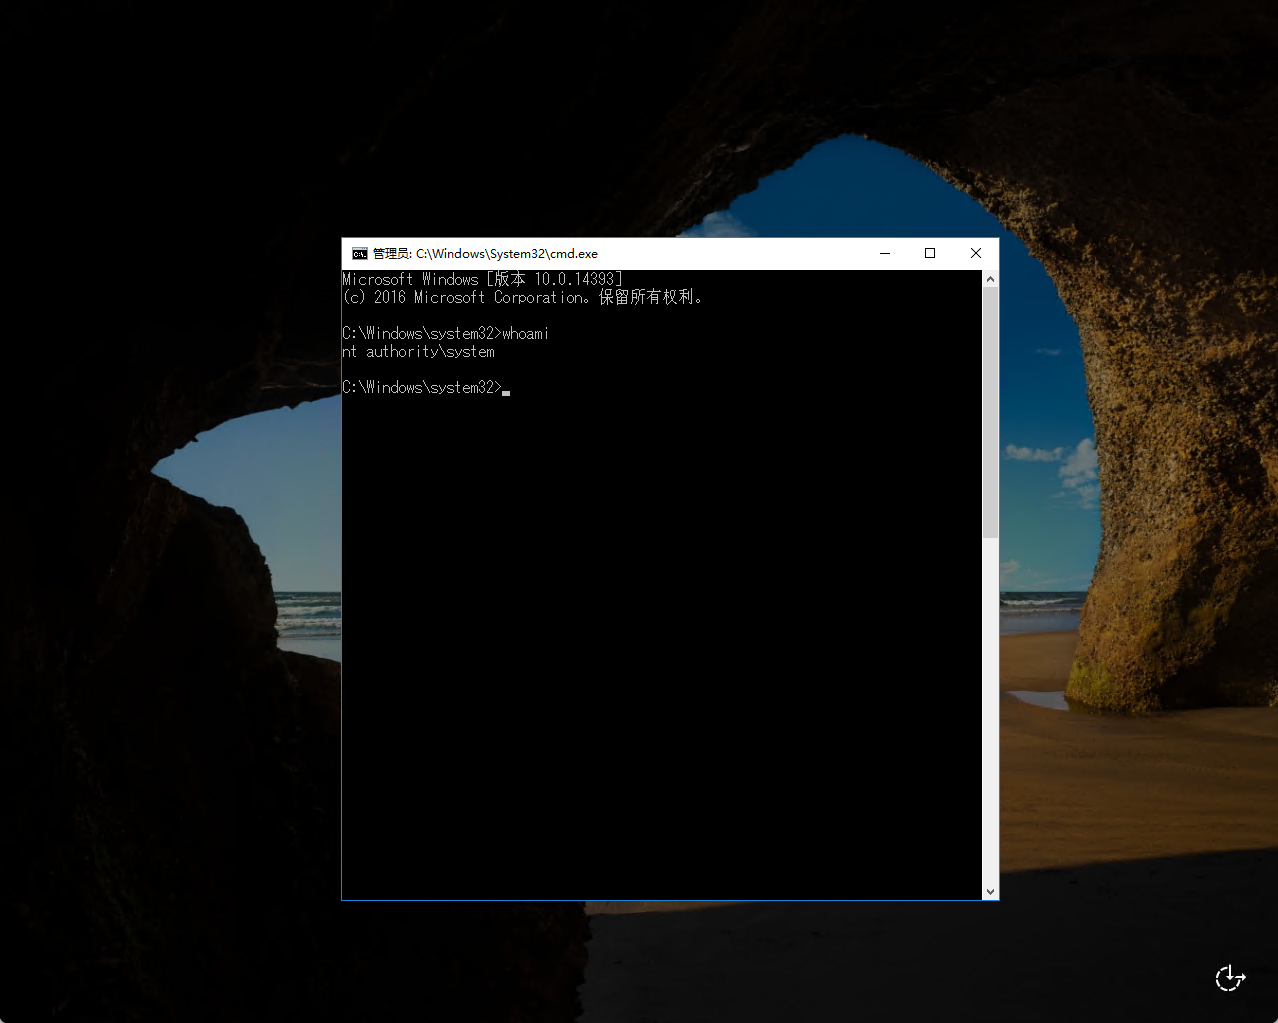 管理员: C:\Windows\System32\cmd.exe
Microsoft Windows [版本 10.0.14393]
(c) 2016 Microsoft Corporation。保留所有权利。
C:\Windows\system32>whoami
nt authority\system
C:\Windows\system32>